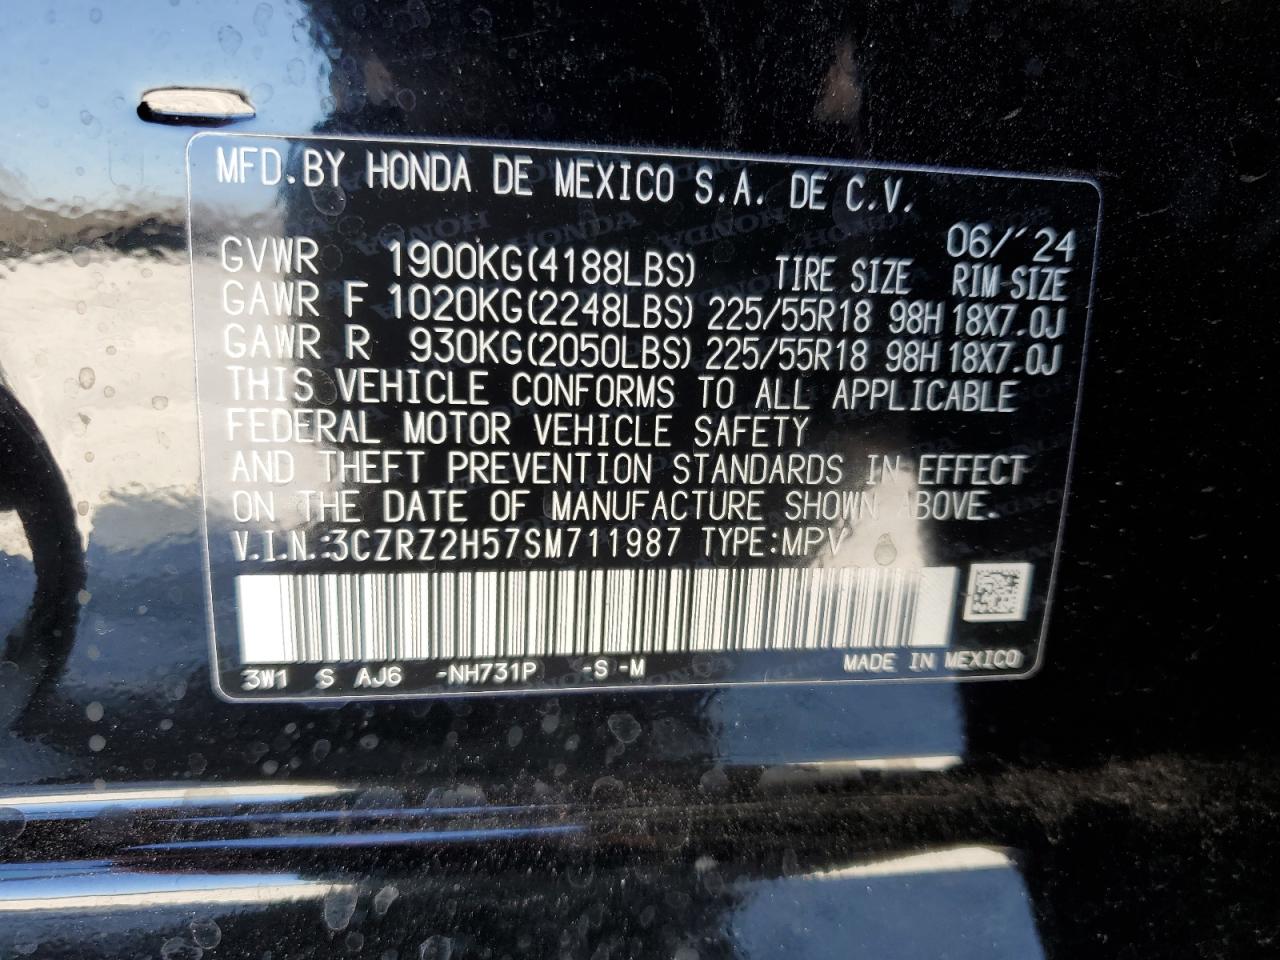 MFD. BY HONDA DE MEXICO S.A. DE C.V.
06/´24
GVWR 1900KG(4188LBS) TIRE SIZE RIM SIZE
GAWR F 1020KG(2248LBS) 225/55R18 98H 18X7.0J
GAWR R 930KG(2050LBS) 225/55R18 98H 18X7.0J
THIS VEHICLE CONFORMS TO ALL APPLICABLE
FEDERAL MOTOR VEHICLE SAFETY
AND THEFT PREVENTION STANDARDS IN EFFECT
ON THE DATE OF MANUFACTURE SHOWN ABOVE.
V.I.N.:3CZRZ2H57SM711987 TYPE:MPV
3W1 S AJ6 -NH731P -S -M MADE IN MEXICO